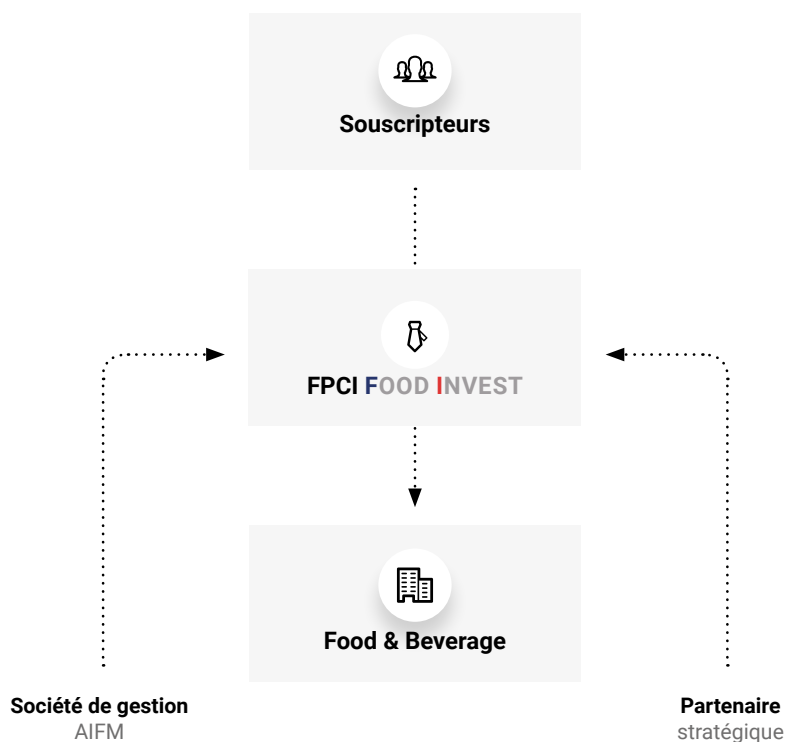 Souscripteurs
FPCI FOOD INVEST
Food & Beverage
Société de gestion
AIFM
Partenaire
stratégique